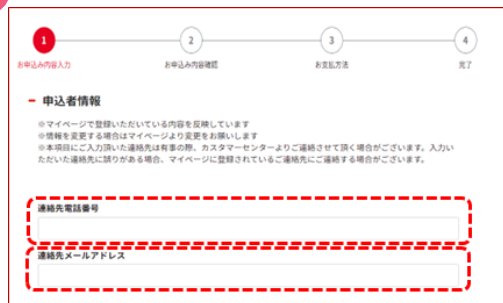 1
2
3
4
お申込み内容入力
お申込み内容確認
お支払方法
完了
申込者情報
※マイページで登録いただいている内容を反映しています
※情報を変更する場合はマイページより変更をお願いします
※本項目にご入力頂いた連絡先は有事の際、カスタマーセンターよりご連絡させて頂く場合がございます。入力い
ただいた連絡先に誤りがある場合、マイページに登録されているご連絡先にご連絡する場合がございます。
連絡先電話番号
連絡先メールアドレス